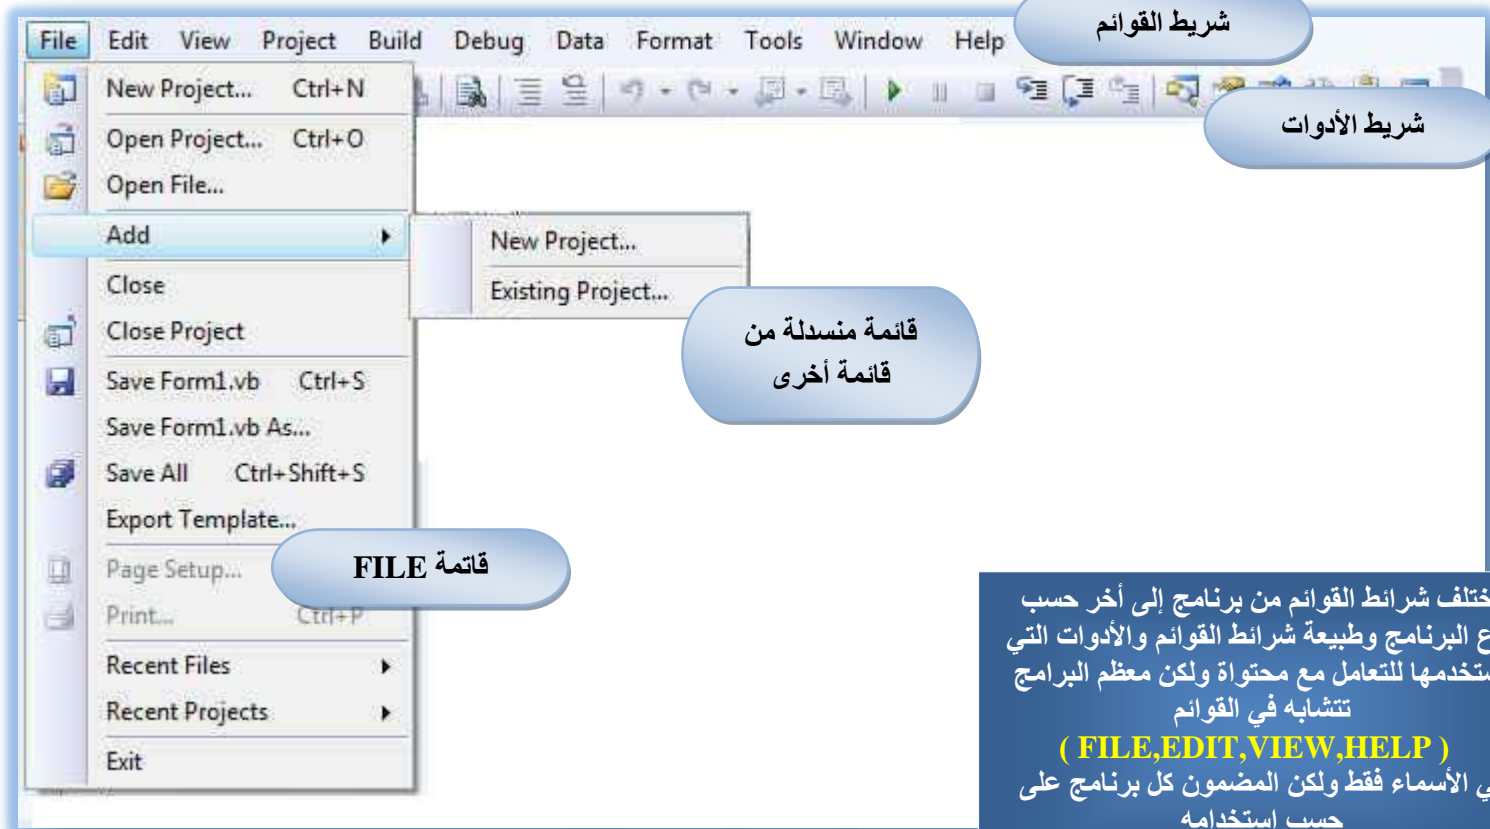 شريط القوائم
File Edit View Project Build Debug Data Format Tools Window Help
شريط الأدوات
New Project... Ctrl+N
Open Project... Ctrl+O
Open File...
Add
New Project...
Existing Project...
قائمة منسدلة من
قائمة أخرى
Close
Close Project
Save Form1.vb Ctrl+S
Save Form1.vb As...
Save All Ctrl+Shift+S
Export Template...
قائمة FILE
Page Setup...
Print... Ctrl+P
Recent Files
Recent Projects
Exit
شرائط القوائم من برنامج إلى أخر حسب
البرنامج وطبيعة شرائط القوائم والأدوات التي
للتعامل مع محتواة ولكن معظم البرامج
تتشابه في القوائم
( FILE,EDIT,VIEW,HELP )
الأسماء فقط ولكن المضمون كل برنامج على
حسب استخدامه